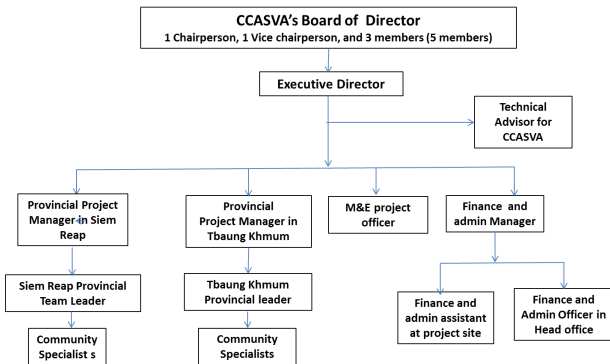 CCASVA's Board of Director
1 Chairperson, 1 Vice chairperson, and 3 members (5 members)
Executive Director
Technical
Advisor for
CCASVA
Provincial Project
Manager in Siem
Reap
Provincial
Project Manager in
Tbaung Khmum
M&E project
officer
Finance and
admin Manager
Siem Reap Provincial
Team Leader
Tbaung Khmum
Provincial leader
Finance and
admin assistant
at project site
Finance and
Admin Officer in
Head office
Community
Specialist s
Community
Specialists